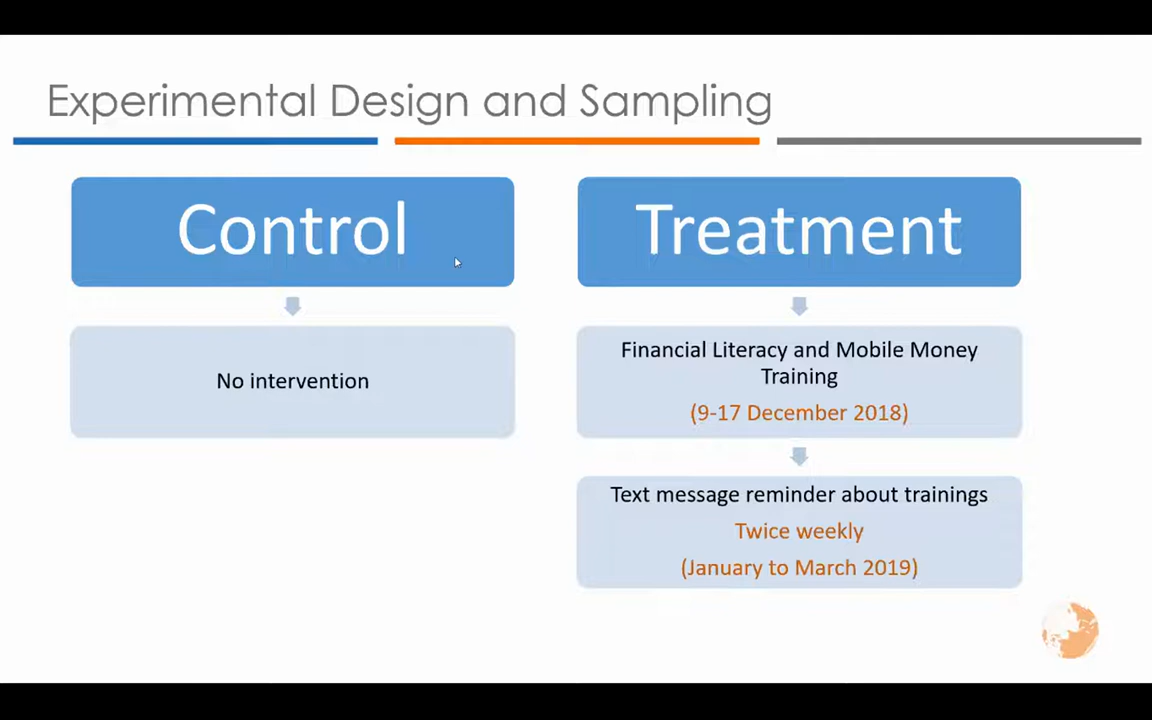 Experimental Design and Sampling
Control
No intervention
Treatment
Financial Literacy and Mobile Money
Training
(9-17 December 2018)
Text message reminder about trainings
Twice weekly
(January to March 2019)